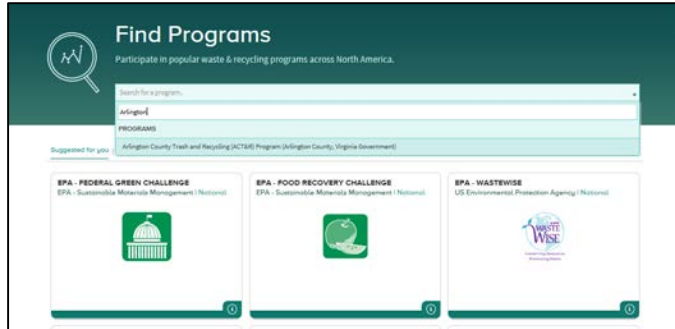 Find Programs
Participate in popular waste & recycling programs across North America.
Search for a program.
Arlington
PROGRAMS
Arlington County Trash and Recycling (ACT&R) Program (Arlington County, Virginia Government)
Suggested for you
EPA - FEDERAL GREEN CHALLENGE
EPA - Sustainable Materials Management | National
EPA - FOOD RECOVERY CHALLENGE
EPA - Sustainable Materials Management | National
EPA - WASTEWISE
US Environmental Protection Agency | National
WASTE
WISE